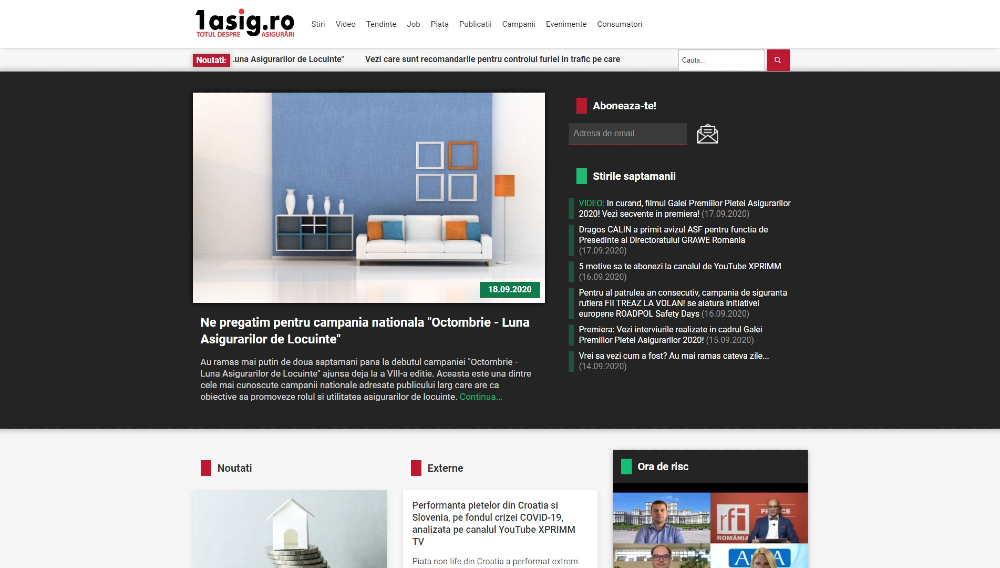 1asig.ro
TOTUL DESPRE ASIGURĂRI
Stiri Video Tendinte Job Piata Publicatii Campanii Evenimente Consumatori
Noutati: Luna Asigurarilor de Locuinte" Vezi care sunt recomandarile pentru controlul furiei in trafic pe care
Cauta...
18.09.2020
Ne pregatim pentru campania nationala "Octombrie - Luna
Asigurarilor de Locuinte"
Au ramas mai putin de doua saptamani pana la debutul campaniei "Octombrie -
Luna Asigurarilor de Locuinte" ajunsa deja la a VIII-a editie. Aceasta este una dintre
cele mai cunoscute campanii nationale adresate publicului larg care are ca
obiective sa promoveze rolul si utilitatea asigurarilor de locuinte. Continua...
Aboneaza-te!
Adresa de email
Stirile saptamanii
VIDEO: In curand, filmul Galei Premiilor Pietei Asigurarilor
2020! Vezi secvente in premiera! (17.09.2020)
Dragos CALIN a primit avizul ASF pentru functia de
Presedinte al Directoratului GRAWE Romania
(17.09.2020)
5 motive sa te abonezi la canalul de YouTube XPRIMM
(16.09.2020)
Pentru al patrulea an consecutiv, campania de siguranta
rutiera FII TREAZ LA VOLAN! se alatura initiativei
europene ROADPOL Safety Days (16.09.2020)
Premiera: Vezi interviurile realizate in cadrul Galei
Premiilor Pietei Asigurarilor 2020! (15.09.2020)
Vrei sa vezi cum a fost? Au mai ramas cateva zile...
(14.09.2020)
Noutati
Externe
Performanta pietelor din Croatia si
Slovenia, pe fondul crizei COVID-19,
analizata pe canalul YouTube XPRIMM
TV
Piata non life din Croatia a performat extrem
Ora de risc
rfi
ROMÂNIA